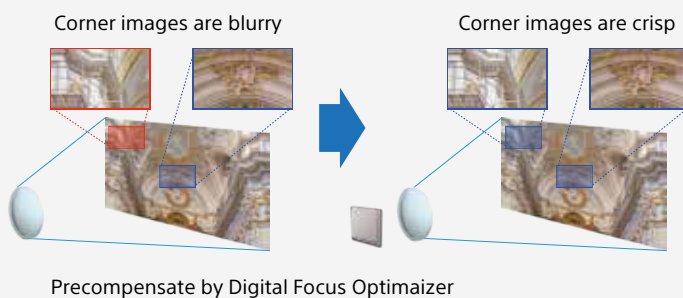 Corner images are blurry
Corner images are crisp
Precompensate by Digital Focus Optimaizer